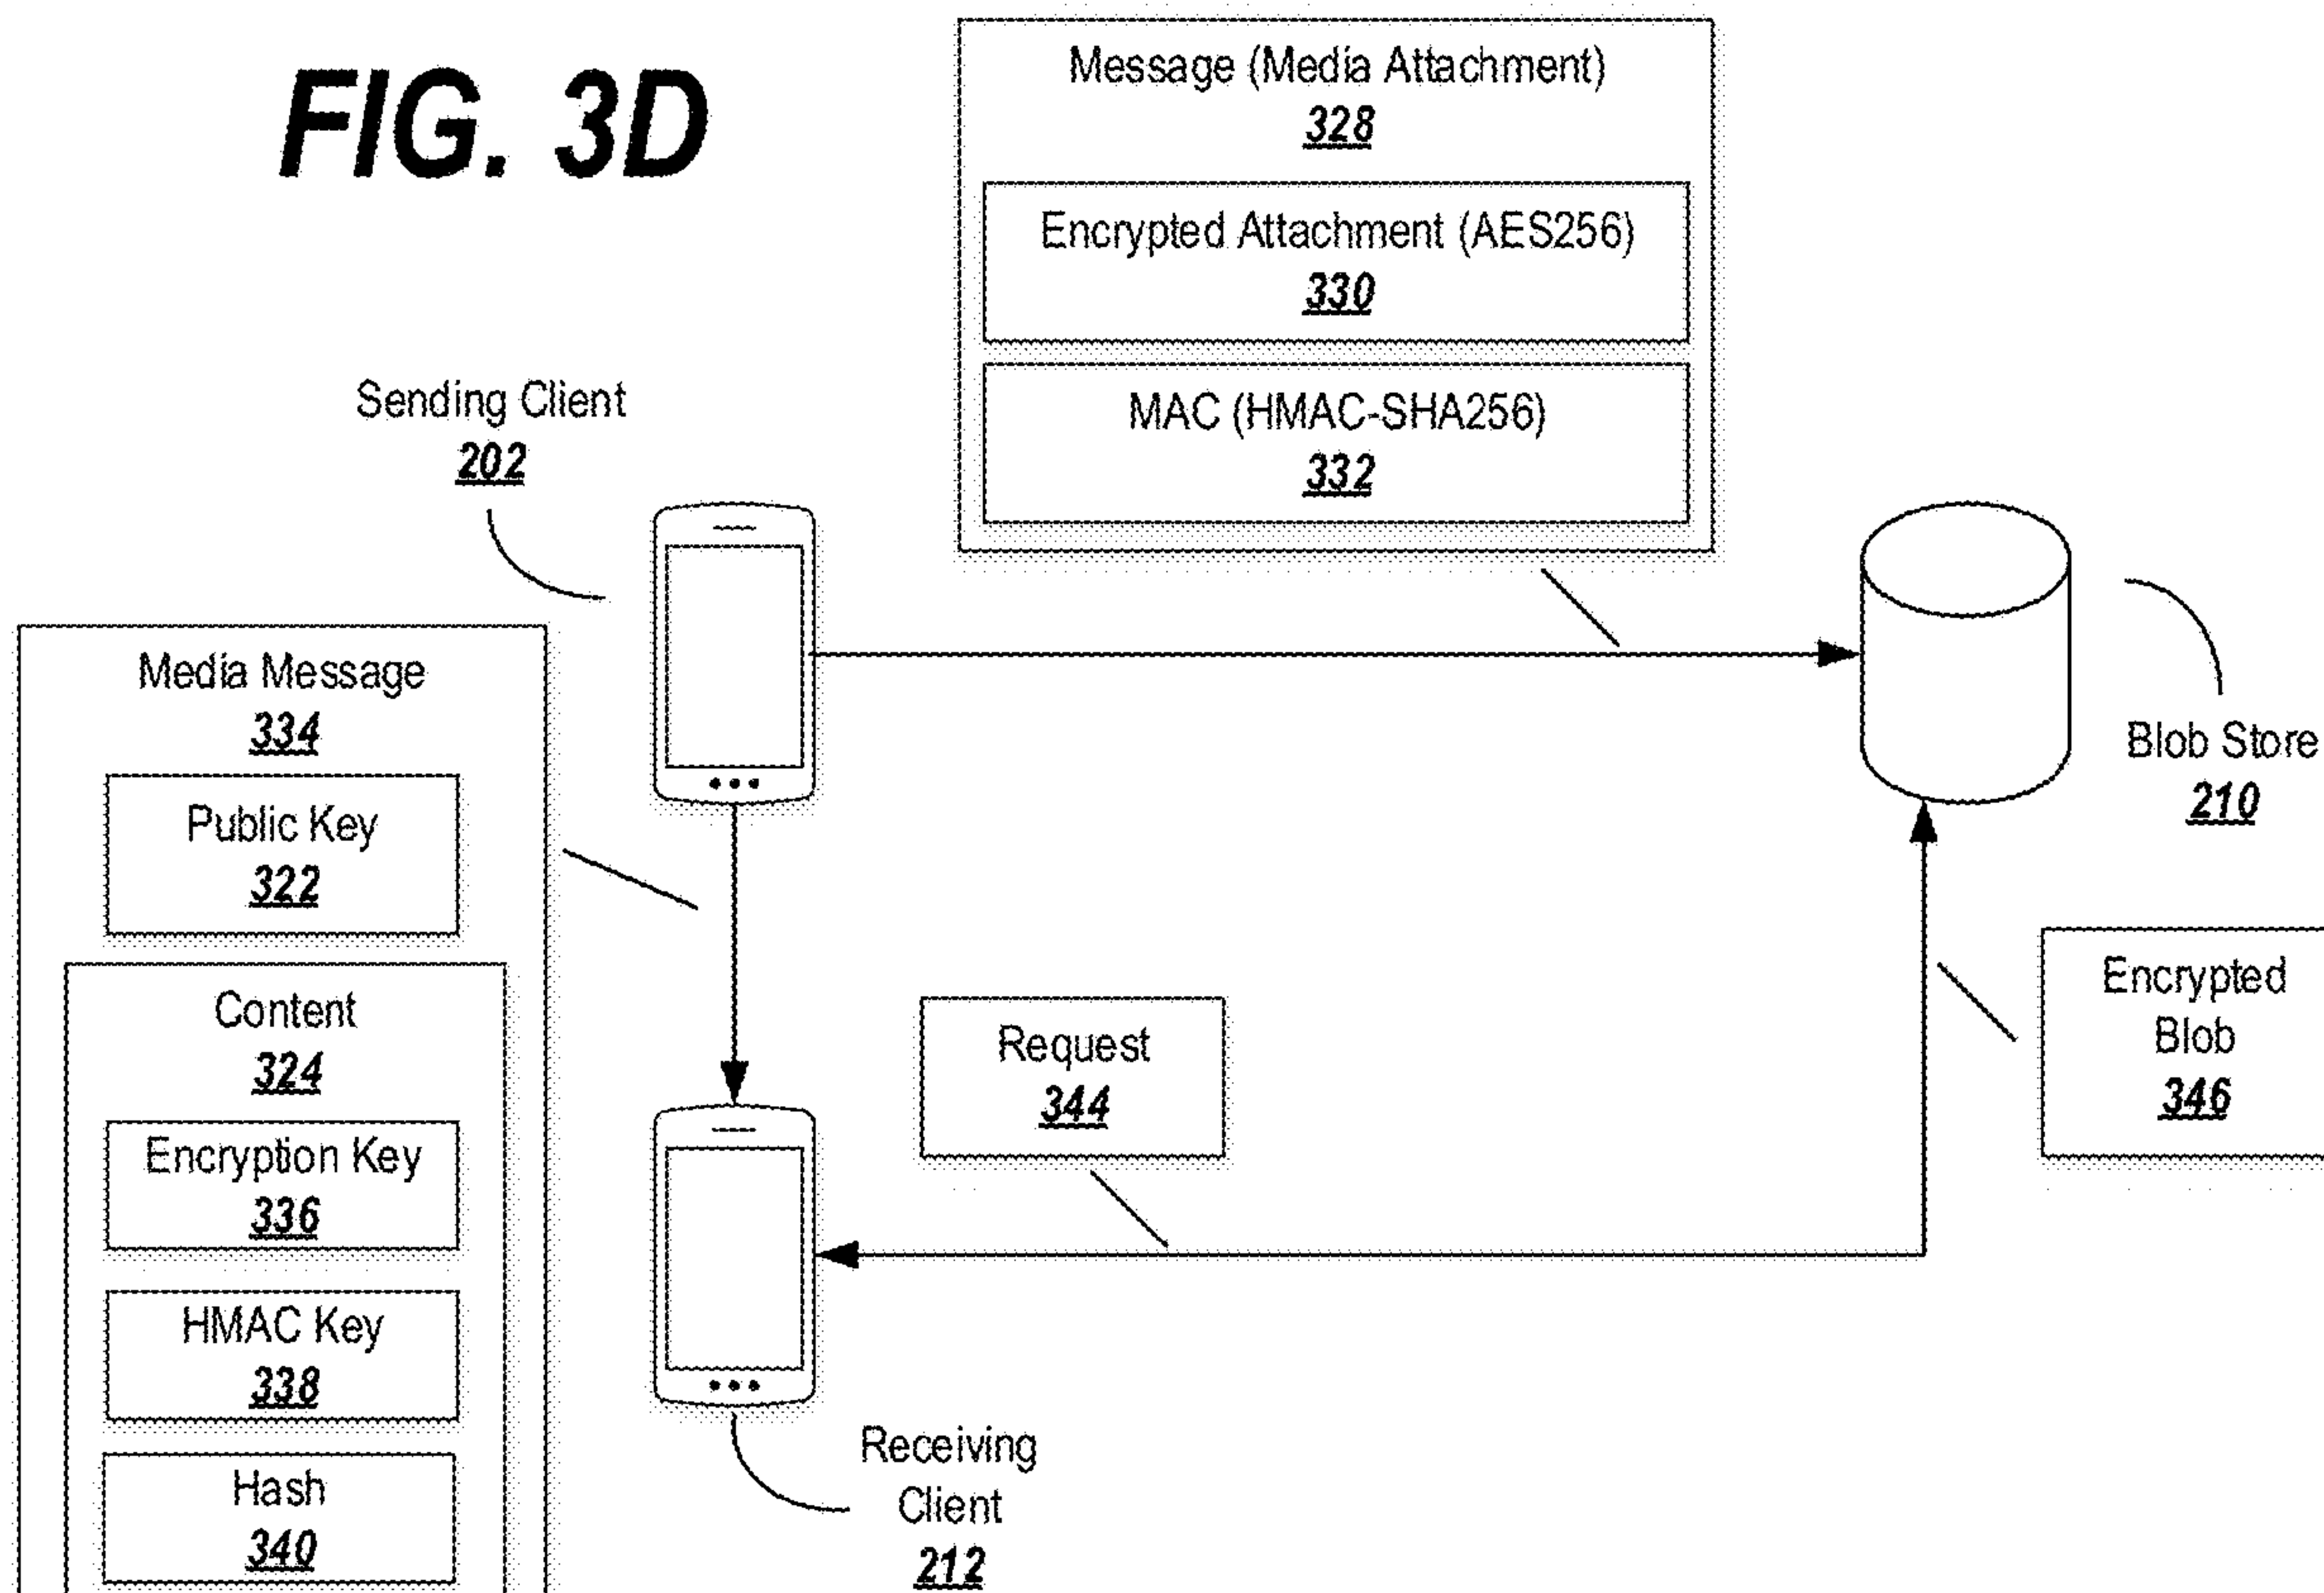 FIG. 3D
Message (Media Attachment)
328
Encrypted Attachment (AES256)
330
MAC (HMAC-SHA256)
332
Sending Client
202
Media Message
334
Public Key
322
Content
324
Encryption Key
336
HMAC Key
338
Hash
340
Blob Store
210
Encrypted
Blob
346
Request
344
Receiving
Client
212